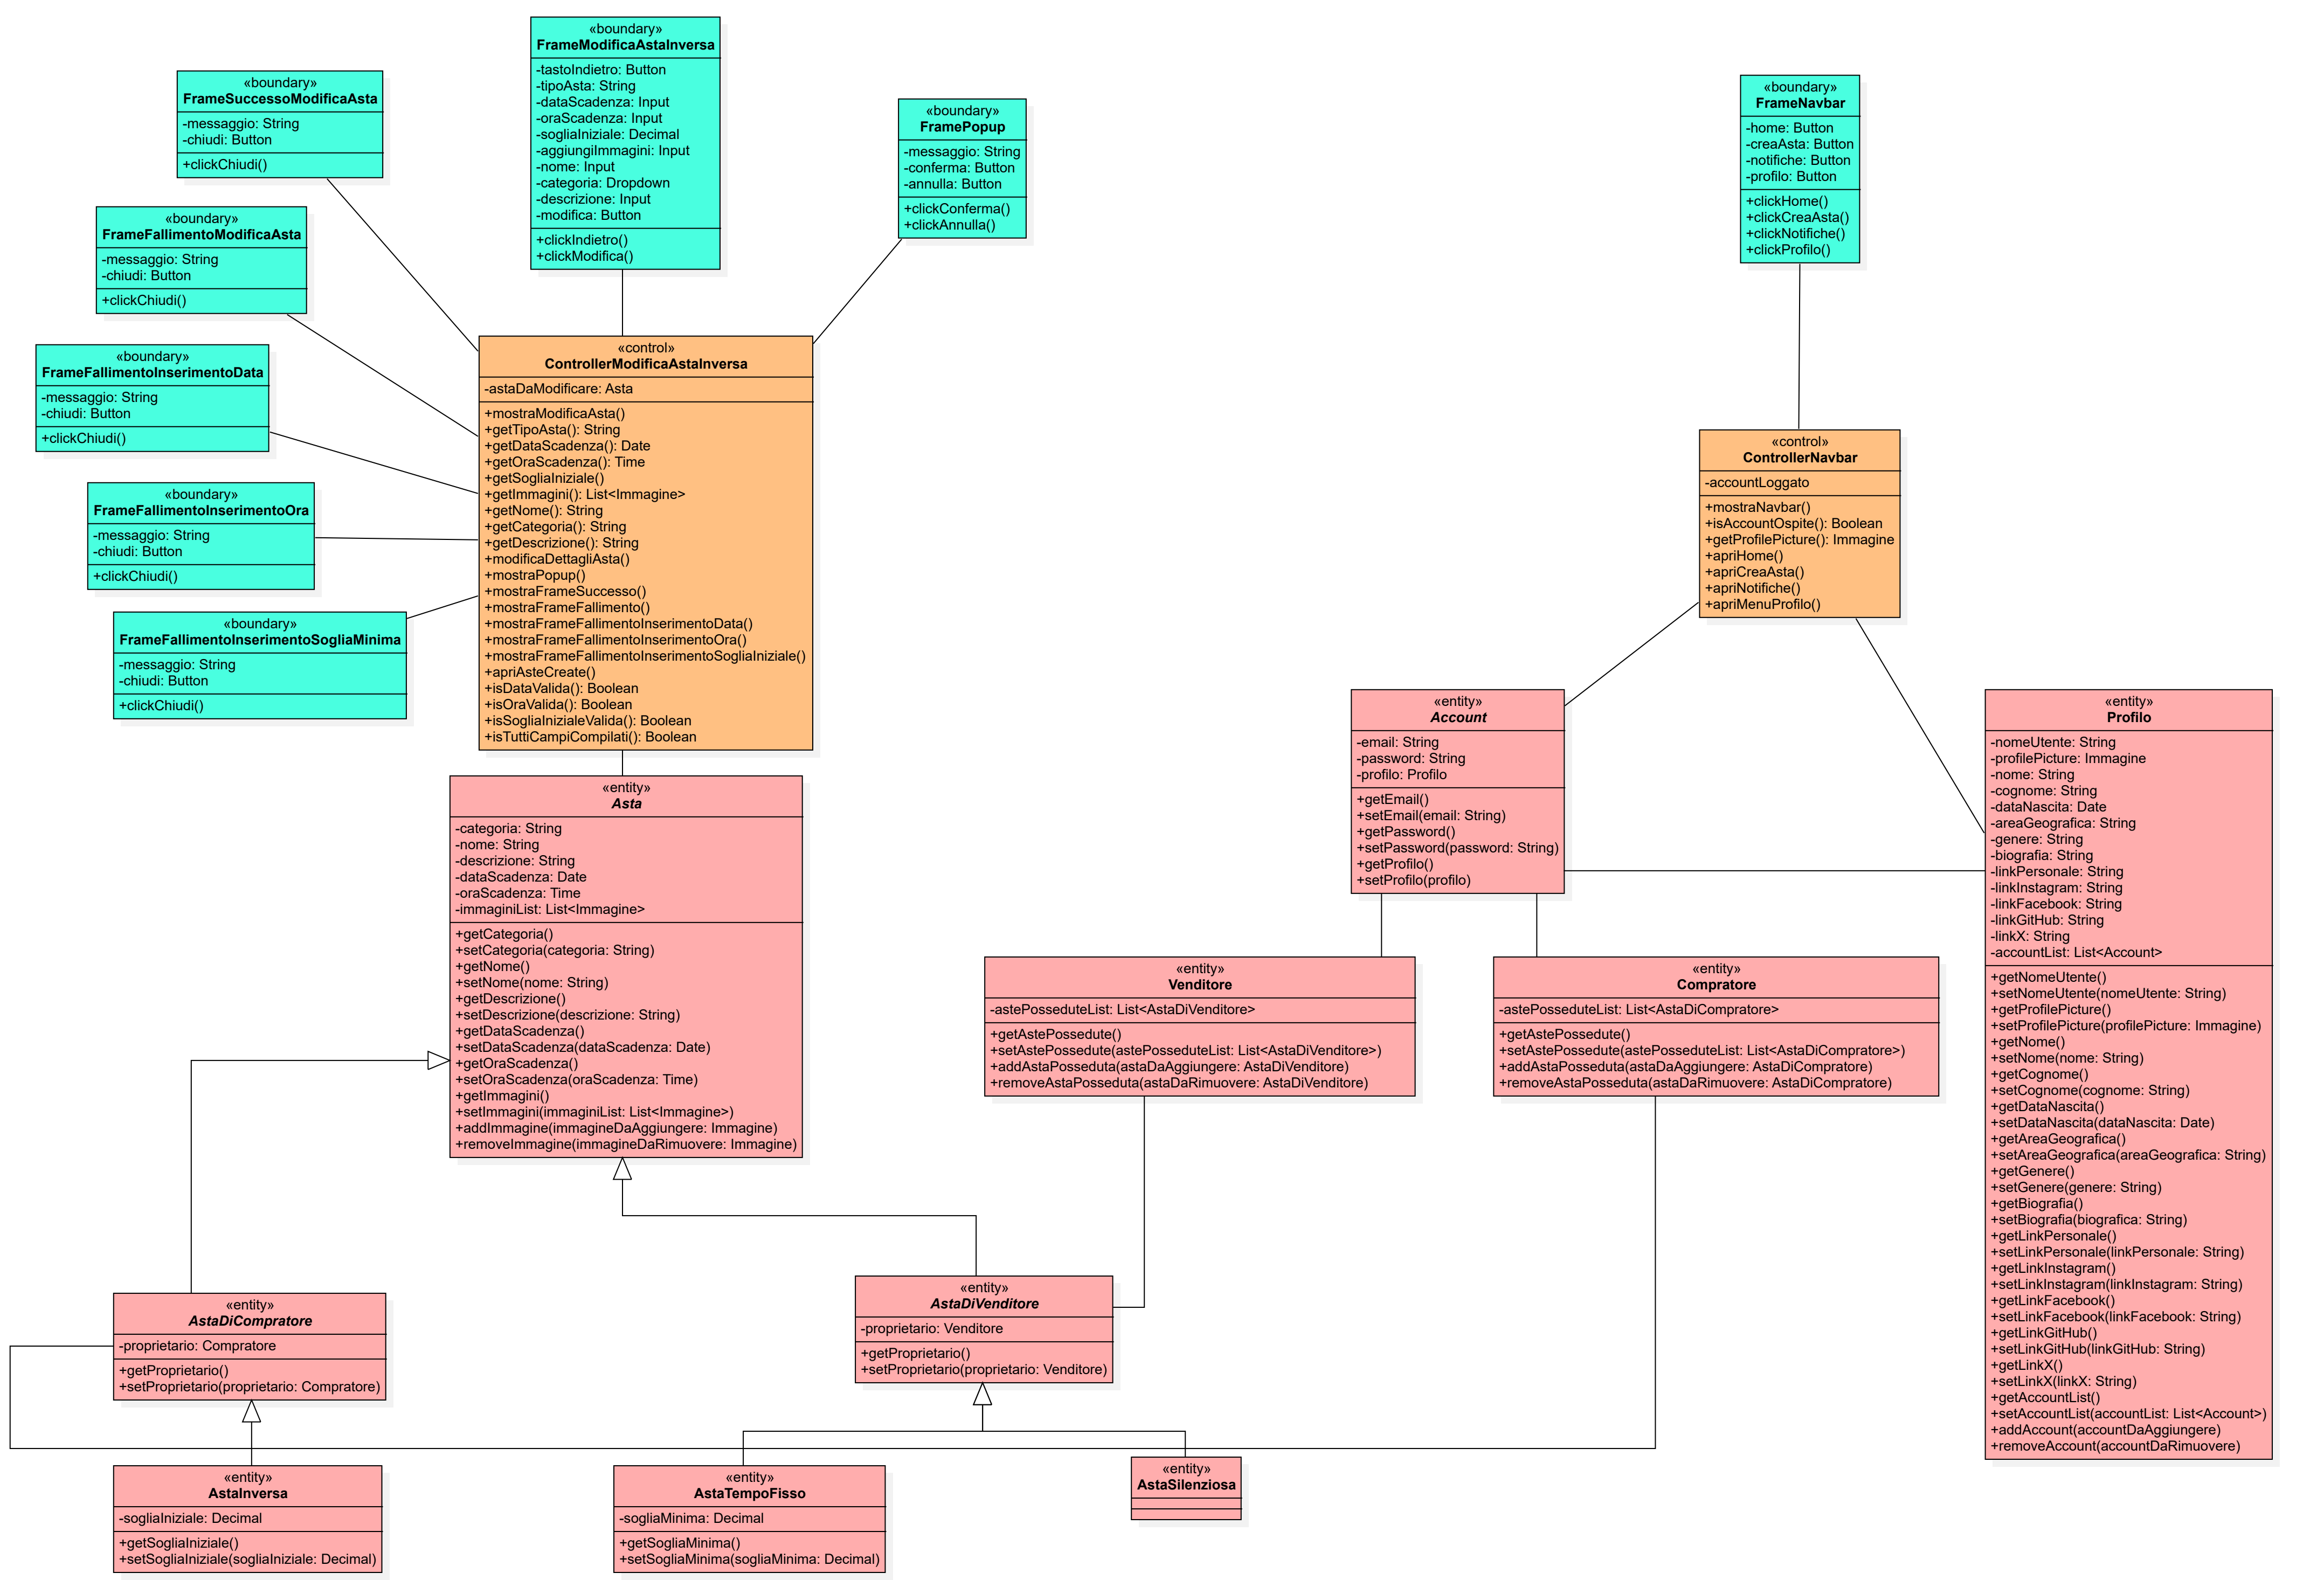 «boundary»
FrameModificaAstaInversa
-tastoIndietro: Button
-tipoAsta: String
-dataScadenza: Input
-oraScadenza: Input
-sogliaIniziale: Decimal
-aggiungiImmagini: Input
-nome: Input
-categoria: Dropdown
-descrizione: Input
-modifica: Button
+clickIndietro()
+clickModifica()
«boundary»
FrameSuccessoModificaAsta
-messaggio: String
-chiudi: Button
+clickChiudi()
«boundary»
FramePopup
-messaggio: String
-conferma: Button
-annulla: Button
+clickConferma()
+clickAnnulla()
«boundary»
FrameNavbar
-home: Button
-creaAsta: Button
-notifiche: Button
-profilo: Button
+clickHome()
+clickCreaAsta()
+clickNotifiche()
+clickProfilo()
«boundary»
FrameFallimentoModificaAsta
-messaggio: String
-chiudi: Button
+clickChiudi()
«boundary»
FrameFallimentoInserimentoData
-messaggio: String
-chiudi: Button
+clickChiudi()
«boundary»
FrameFallimentoInserimentoOra
-messaggio: String
-chiudi: Button
+clickChiudi()
«boundary»
FrameFallimentoInserimentoSogliaMinima
-messaggio: String
-chiudi: Button
+clickChiudi()
«control»
ControllerModificaAstaInversa
-astaDaModificare: Asta
+mostraModificaAsta()
+getTipoAsta(): String
+getDataScadenza(): Date
+getOraScadenza(): Time
+getSogliaIniziale()
+getImmagini(): List<Immagine>
+getNome(): String
+getCategoria(): String
+getDescrizione(): String
+modificaDettagliAsta()
+mostraPopup()
+mostraFrameSuccesso()
+mostraFrameFallimento()
+mostraFrameFallimentoInserimentoData()
+mostraFrameFallimentoInserimentoOra()
+mostraFrameFallimentoInserimentoSogliaIniziale()
+apriAsteCreate()
+isDataValida(): Boolean
+isOraValida(): Boolean
+isSogliaInizialeValida(): Boolean
+isTuttiCampiCompilati(): Boolean
«control»
ControllerNavbar
-accountLoggato
+mostraNavbar()
+isAccountOspite(): Boolean
+getProfilePicture(): Immagine
+apriHome()
+apriCreaAsta()
+apriNotifiche()
+apriMenuProfilo()
«entity»
Asta
-categoria: String
-nome: String
-descrizione: String
-dataScadenza: Date
-oraScadenza: Time
-immaginiList: List<Immagine>
+getCategoria()
+setCategoria(categoria: String)
+getNome()
+setNome(nome: String)
+getDescrizione()
+setDescrizione(descrizione: String)
+getDataScadenza()
+setDataScadenza(dataScadenza: Date)
+getOraScadenza()
+setOraScadenza(oraScadenza: Time)
+getImmagini()
+setImmagini(immaginiList: List<Immagine>)
+addImmagine(immagineDaAggiungere: Immagine)
+removeImmagine(immagineDaRimuovere: Immagine)
«entity»
Account
-email: String
-password: String
-profilo: Profilo
+getEmail()
+setEmail(email: String)
+getPassword()
+setPassword(password: String)
+getProfilo()
+setProfilo(profilo)
«entity»
Profilo
-nomeUtente: String
-profilePicture: Immagine
-nome: String
-cognome: String
-dataNascita: Date
-areaGeografica: String
-genere: String
-biografia: String
-linkPersonale: String
-linkInstagram: String
-linkFacebook: String
-linkGitHub: String
-linkX: String
-accountList: List<Account>
+getNomeUtente()
+setNomeUtente(nomeUtente: String)
+getProfilePicture()
+setProfilePicture(profilePicture: Immagine)
+getNome()
+setNome(nome: String)
+getCognome()
+setCognome(cognome: String)
+getDataNascita()
+setDataNascita(dataNascita: Date)
+getAreaGeografica()
+setAreaGeografica(areaGeografica: String)
+getGenere()
+setGenere(genere: String)
+getBiografia()
+setBiografia(biografica: String)
+getLinkPersonale()
+setLinkPersonale(linkPersonale: String)
+getLinkInstagram()
+setLinkInstagram(linkInstagram: String)
+getLinkFacebook()
+setLinkFacebook(linkFacebook: String)
+getLinkGitHub()
+setLinkGitHub(linkGitHub: String)
+getLinkX()
+setLinkX(linkX: String)
+getAccountList()
+setAccountList(accountList: List<Account>)
+addAccount(accountDaAggiungere)
+removeAccount(accountDaRimuovere)
«entity»
Venditore
-astePosseduteList: List<AstaDiVenditore>
+getAstePossedute()
+setAstePossedute(astePosseduteList: List<AstaDiVenditore>)
+addAstaPosseduta(astaDaAggiungere: AstaDiVenditore)
+removeAstaPosseduta(astaDaRimuovere: AstaDiVenditore)
«entity»
Compratore
-astePosseduteList: List<AstaDiCompratore>
+getAstePossedute()
+setAstePossedute(astePosseduteList: List<AstaDiCompratore>)
+addAstaPosseduta(astaDaAggiungere: AstaDiCompratore)
+removeAstaPosseduta(astaDaRimuovere: AstaDiCompratore)
«entity»
AstaDiCompratore
-proprietario: Compratore
+getProprietario()
+setProprietario(proprietario: Compratore)
«entity»
AstaDiVenditore
-proprietario: Venditore
+getProprietario()
+setProprietario(proprietario: Venditore)
«entity»
AstaInversa
-sogliaIniziale: Decimal
+getSogliaIniziale()
+setSogliaIniziale(sogliaIniziale: Decimal)
«entity»
AstaTempoFisso
-sogliaMinima: Decimal
+getSogliaMinima()
+setSogliaMinima(sogliaMinima: Decimal)
«entity»
AstaSilenziosa